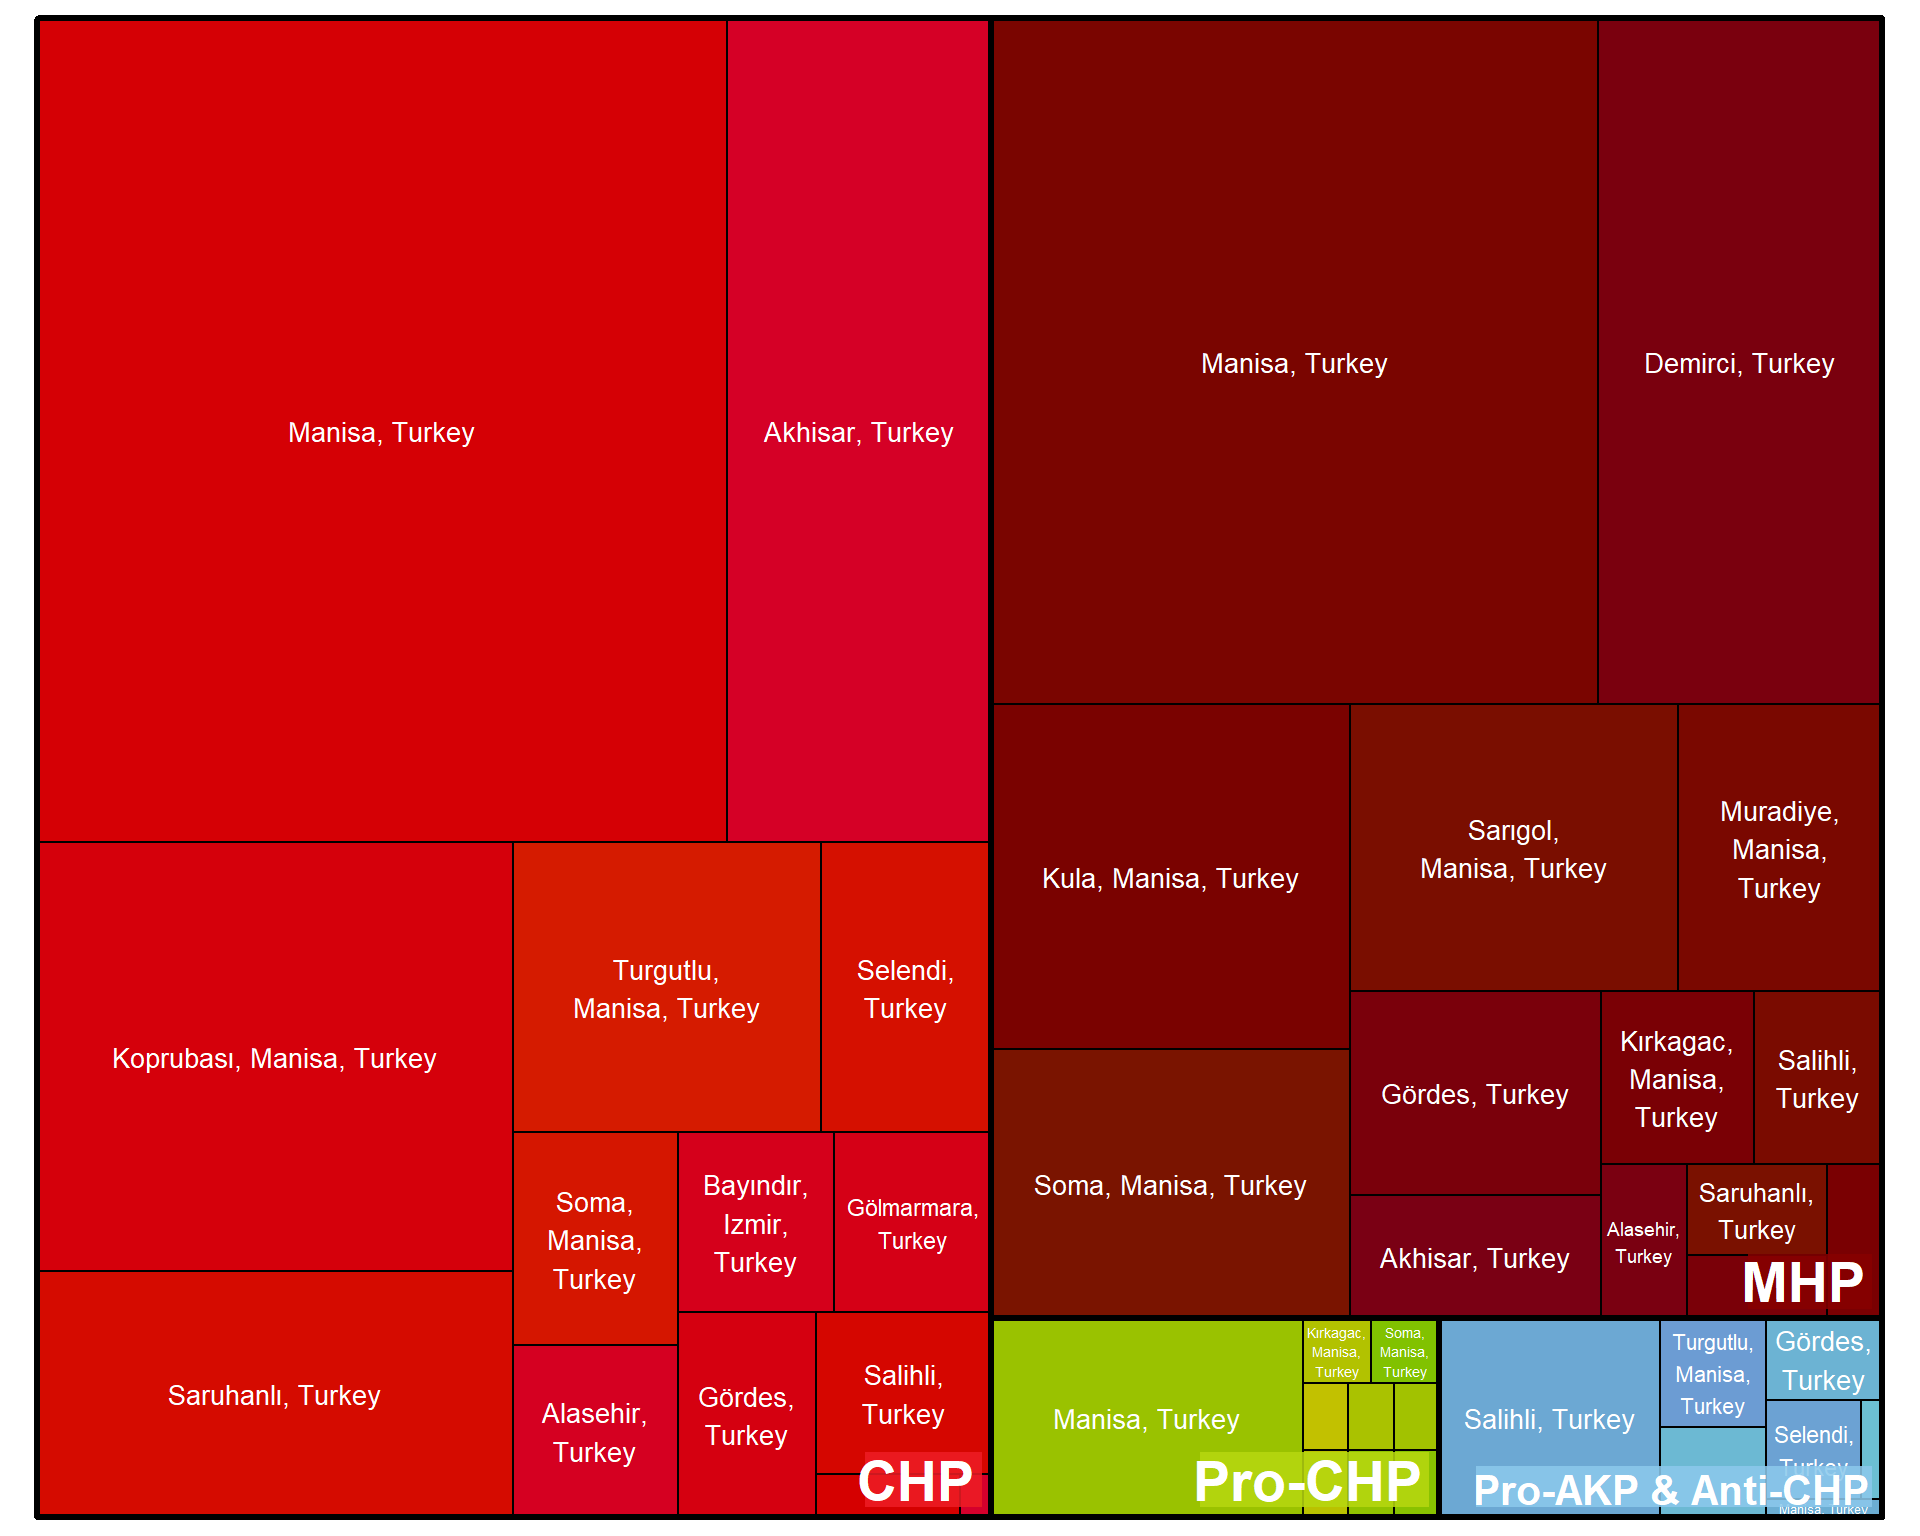 Manisa, Turkey
Akhisar, Turkey
Koprubası, Manisa, Turkey
Turgutlu,
Manisa, Turkey
Selendi,
Turkey
Saruhanlı, Turkey
Soma,
Manisa,
Turkey
Bayındır,
Izmir,
Turkey
Gölmarmara,
Turkey
Alasehir,
Turkey
Gördes,
Turkey
Salihli,
Turkey
CHP
Manisa, Turkey
Demirci, Turkey
Kula, Manisa, Turkey
Sarıgol,
Manisa, Turkey
Muradiye,
Manisa,
Turkey
Soma, Manisa, Turkey
Gördes, Turkey
Kırkagac,
Manisa,
Turkey
Salihli,
Turkey
Akhisar, Turkey
Alasehir,
Turkey
Saruhanlı,
Turkey
MHP
Manisa, Turkey
Kırkagac,
Manisa,
Turkey
Soma,
Manisa,
Turkey
Pro-CHP
Salihli, Turkey
Turgutlu,
Manisa,
Turkey
Gördes,
Turkey
Selendi,
Turkey
Manisa, Turkey
Pro-AKP & Anti-CHP